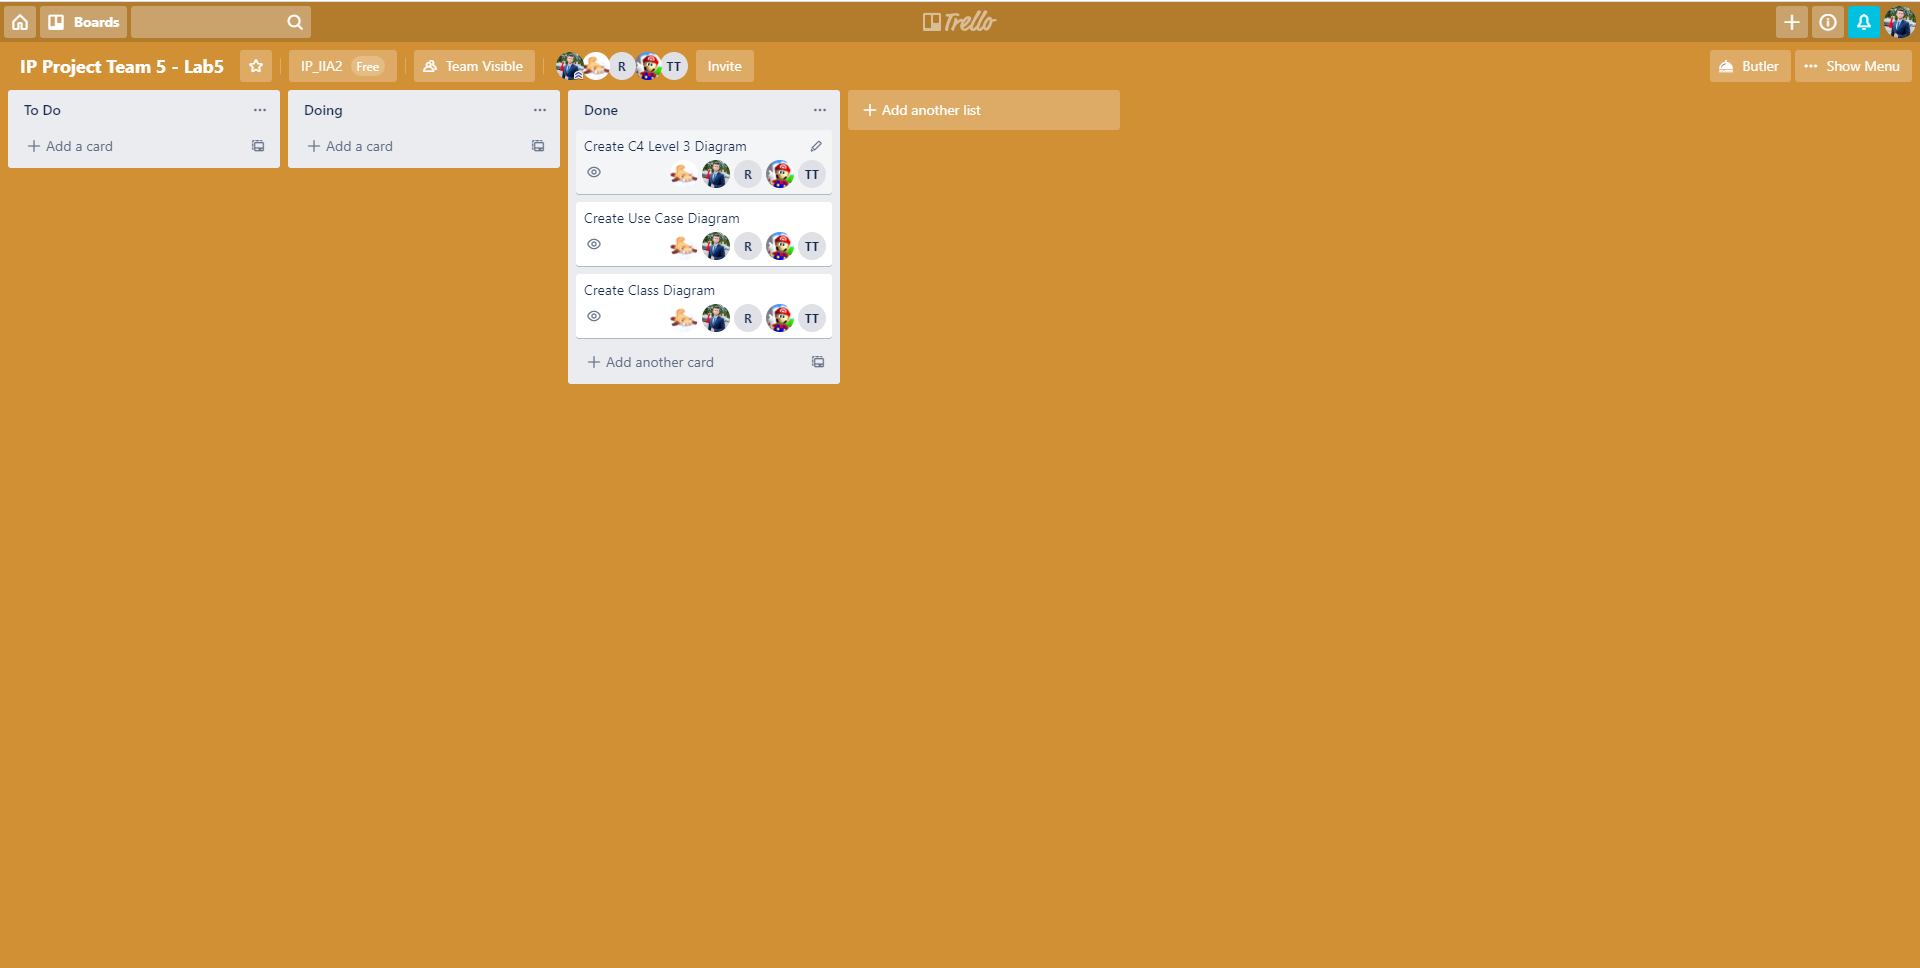 Boards
Trello
IP Project Team 5 - Lab5
IP_IIA2 Free
Team Visible
R
TT
Invite
Butler
Show Menu
To Do
Add a card
Doing
Add a card
Done
Create C4 Level 3 Diagram
R TT
Create Use Case Diagram
R TT
Create Class Diagram
R TT
Add another card
Add another list